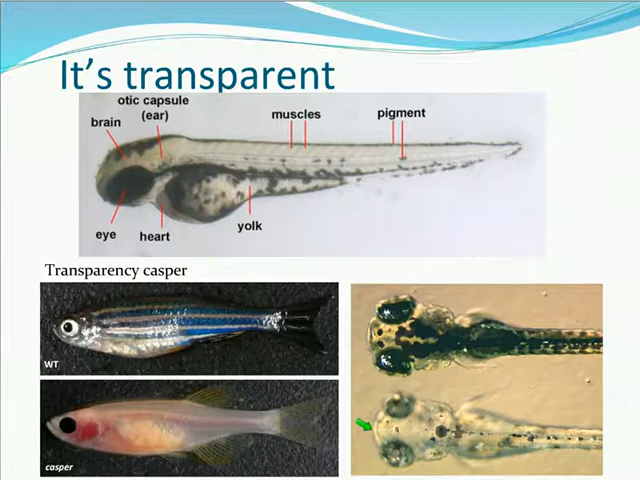 It's transparent
otic capsule
(ear)
brain
muscles
pigment
eye
heart
yolk
Transparency casper
WT
casper